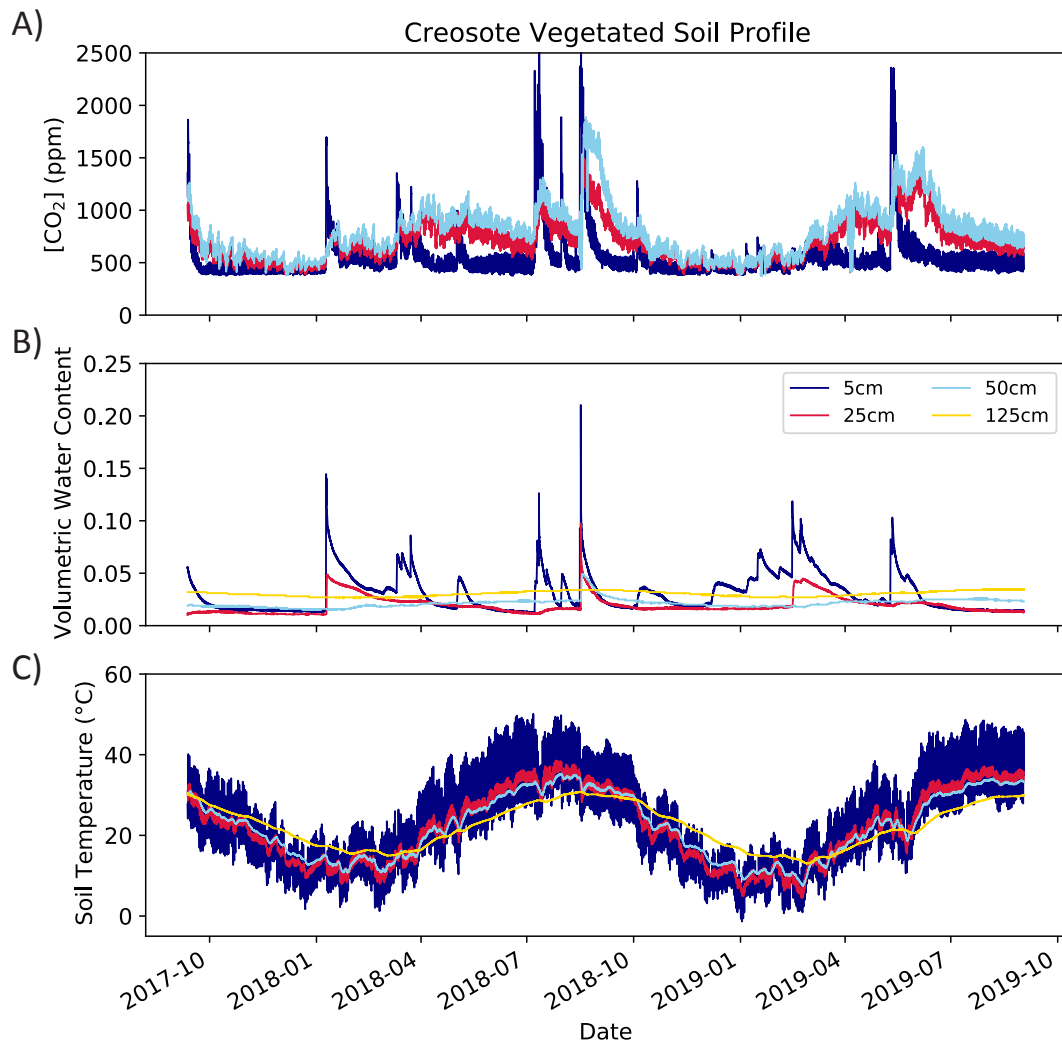 A)
Creosote Vegetated Soil Profile
[CO2] (ppm)
2500
2000
1500
1000
500
0
B)
Volumetric Water Content
0.25
0.20
0.15
0.10
0.05
0.00
5cm
25cm
50cm
125cm
C)
Soil Temperature (°C)
60
40
20
0
2017-10
2018-01
2018-04
2018-07
2018-10
2019-01
2019-04
2019-07
2019-10
Date